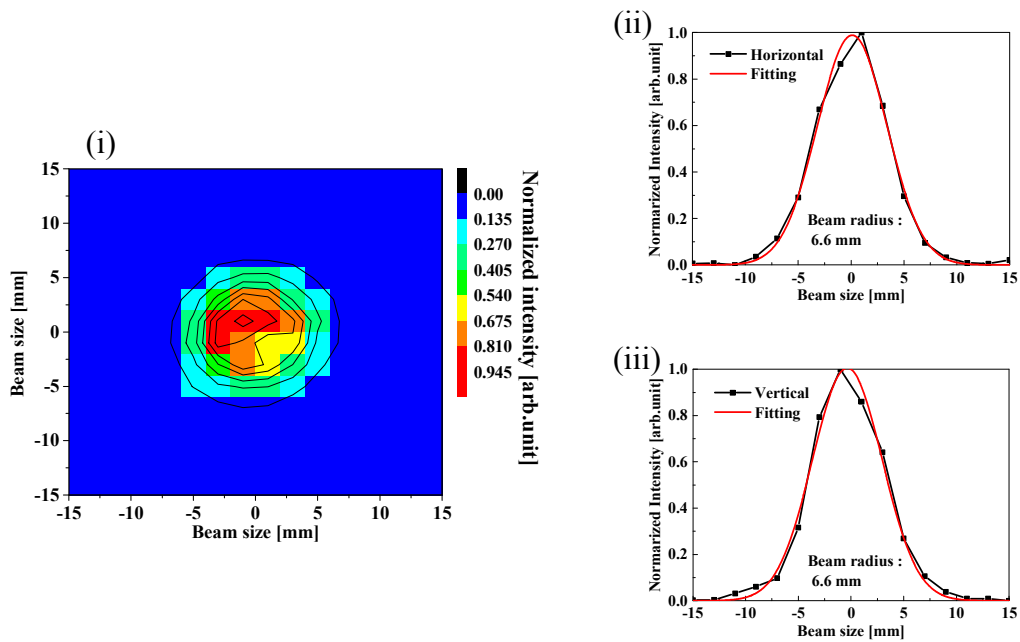 (i)
15
10
5
0
-5
-10
-15
-15
-10
-5
0
5
10
15
Beam size [mm]
Beam size [mm]
0.00
0.135
0.270
0.405
0.540
0.675
0.810
0.945
Normalized intensity [arb.unit]
(ii)
1.0
0.8
0.6
0.4
0.2
0.0
-15
-10
-5
0
5
10
15
Normarized Intensity [arb.unit]
Beam size [mm]
Horizontal
Fitting
Beam radius :
6.6 mm
(iii)
1.0
0.8
0.6
0.4
0.2
0.0
-15
-10
-5
0
5
10
15
Normarized Intensity [arb.unit]
Beam size [mm]
Vertical
Fitting
Beam radius :
6.6 mm